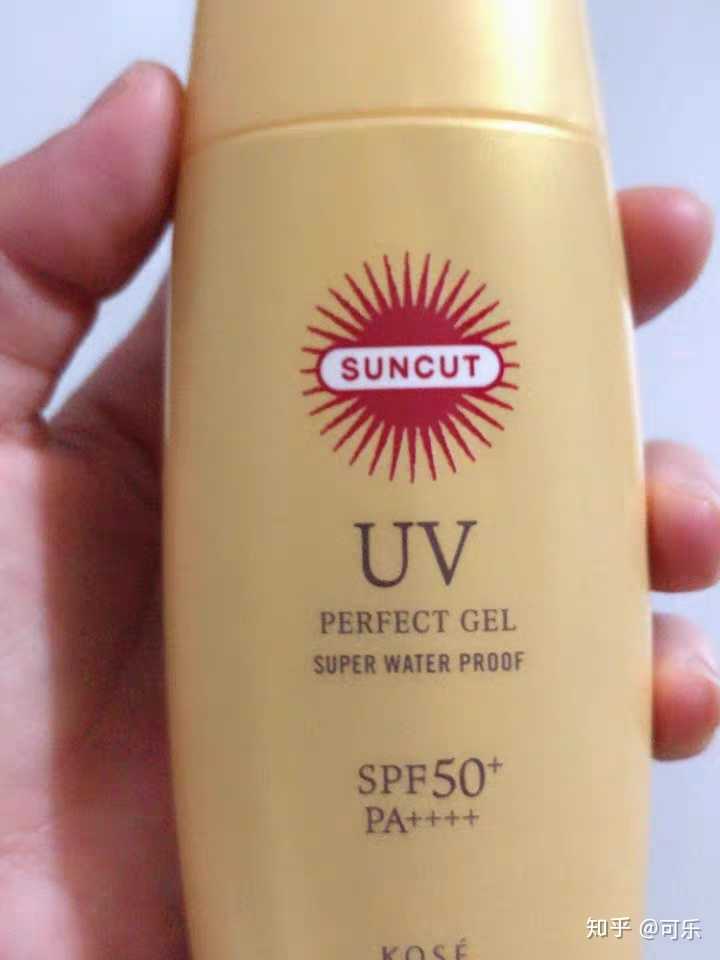 SUNCUT
UV
PERFECT GEL
SUPER WATER PROOF
SPF50+
PA++++
KOSÉ
知乎 @可乐